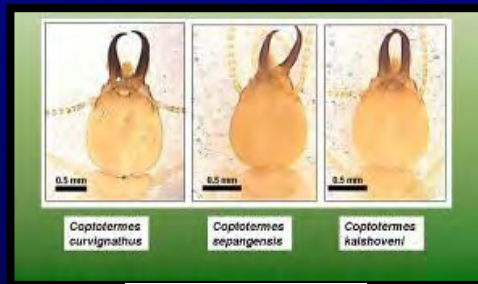 0.5 mm
0.5 mm
0.5 mm
Coptotermes
curvignathus
Coptotermes
sepangensis
Coptotermes
kalshoveni